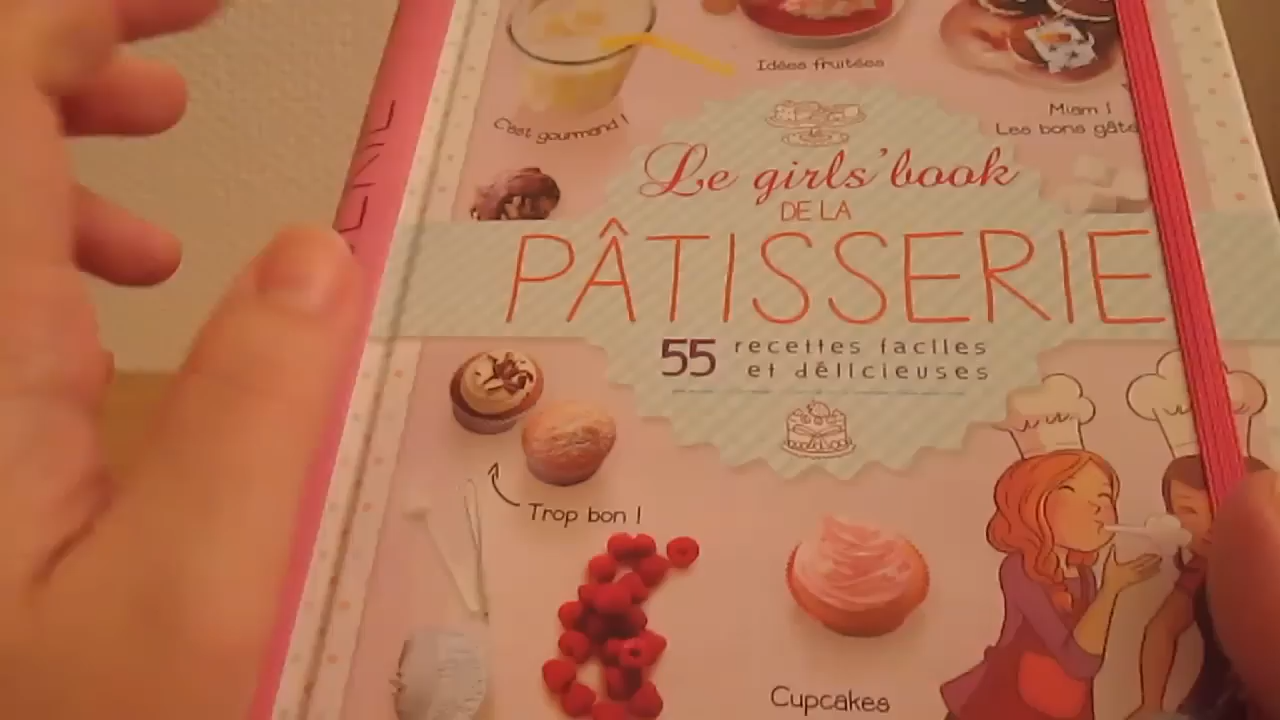 Idées fruitées
C'est gourmand !
Miam !
Les bons gâte
Le girls' book
DE LA
PÂTISSERIE
55 recettes faciles
et délicieuses
Trop bon !
Cupcakes